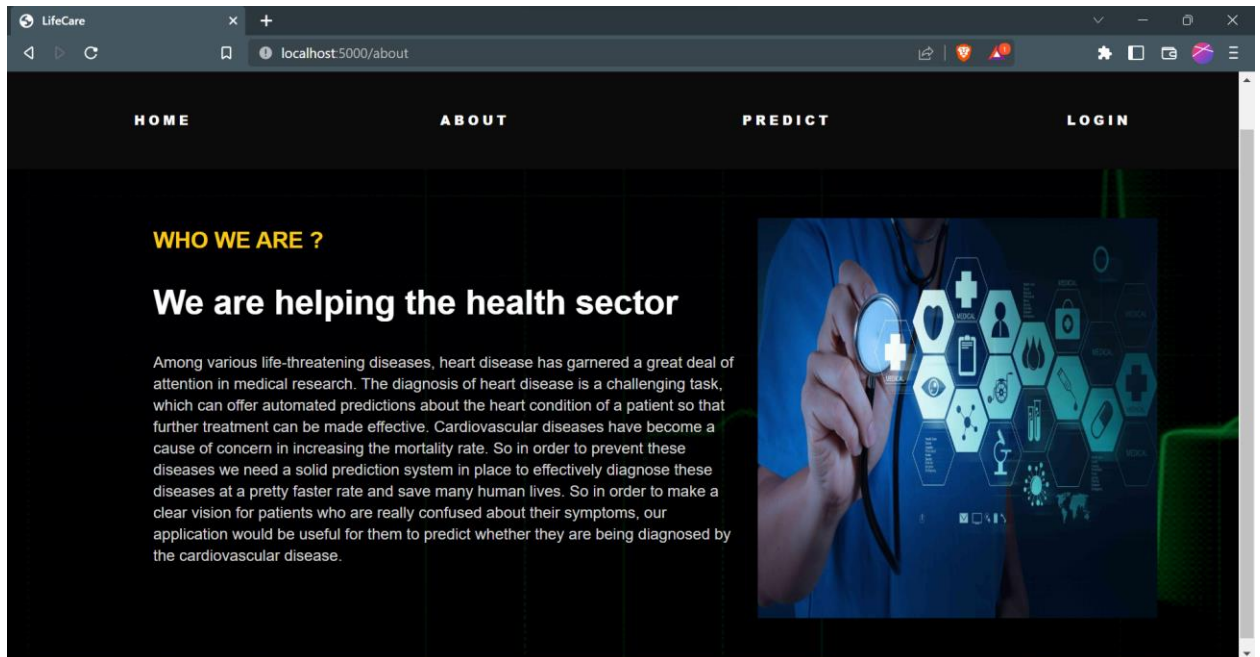 LifeCare
localhost:5000/about
HOME ABOUT PREDICT LOGIN
WHO WE ARE ?
We are helping the health sector
Among various life-threatening diseases, heart disease has garnered a great deal of
attention in medical research. The diagnosis of heart disease is a challenging task,
which can offer automated predictions about the heart condition of a patient so that
further treatment can be made effective. Cardiovascular diseases have become a
cause of concern in increasing the mortality rate. So in order to prevent these
diseases we need a solid prediction system in place to effectively diagnose these
diseases at a pretty faster rate and save many human lives. So in order to make a
clear vision for patients who are really confused about their symptoms, our
application would be useful for them to predict whether they are being diagnosed by
the cardiovascular disease.
MEDICAL
MEDICAL
MEDICAL
MEDICAL
MEDICAL
MEDICAL
MEDICAL